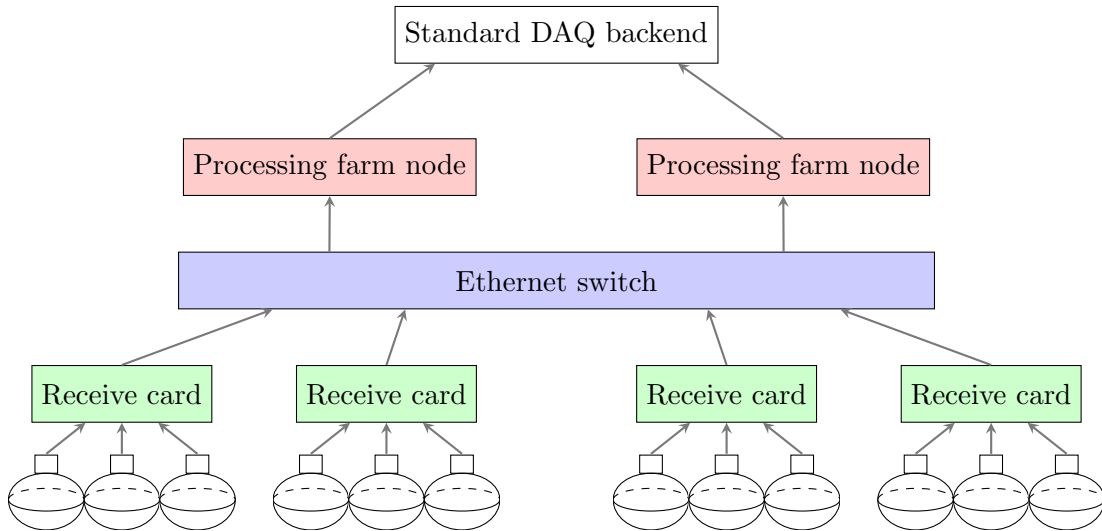 Standard DAQ backend
Processing farm node
Processing farm node
Ethernet switch
Receive card
Receive card
Receive card
Receive card